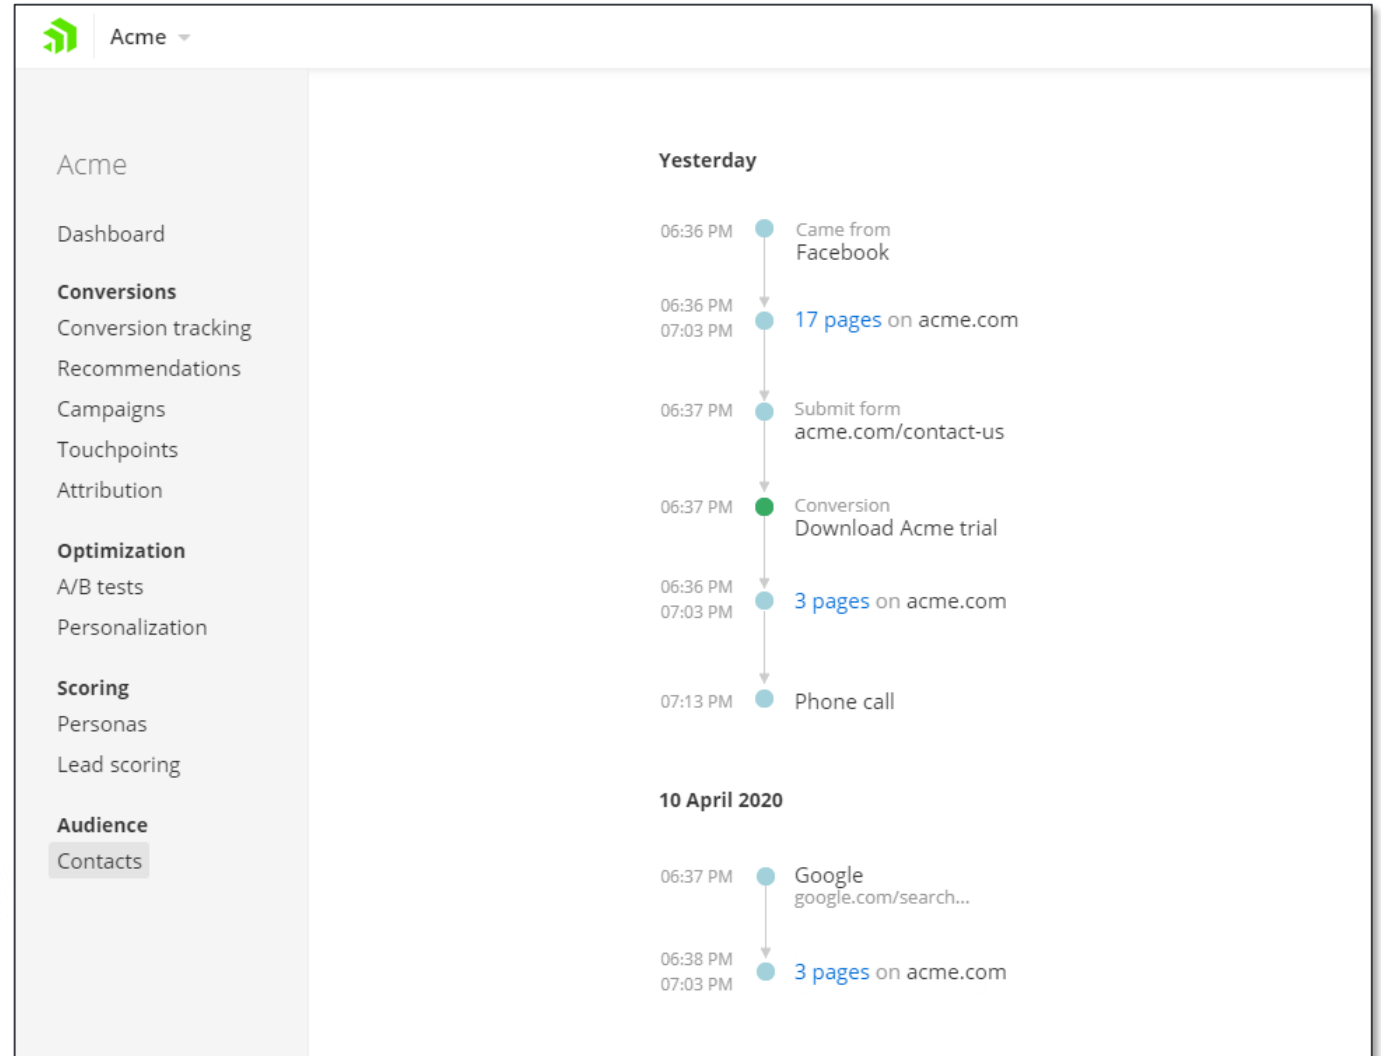 Acme
Acme
Dashboard
Conversions
Conversion tracking
Recommendations
Campaigns
Touchpoints
Attribution
Optimization
A/B tests
Personalization
Scoring
Personas
Lead scoring
Audience
Contacts
Yesterday
06:36 PM
Came from
Facebook
06:36 PM
07:03 PM
17 pages on acme.com
06:37 PM
Submit form
acme.com/contact-us
06:37 PM
Conversion
Download Acme trial
06:36 PM
07:03 PM
3 pages on acme.com
07:13 PM
Phone call
10 April 2020
06:37 PM
Google
google.com/search...
06:38 PM
07:03 PM
3 pages on acme.com